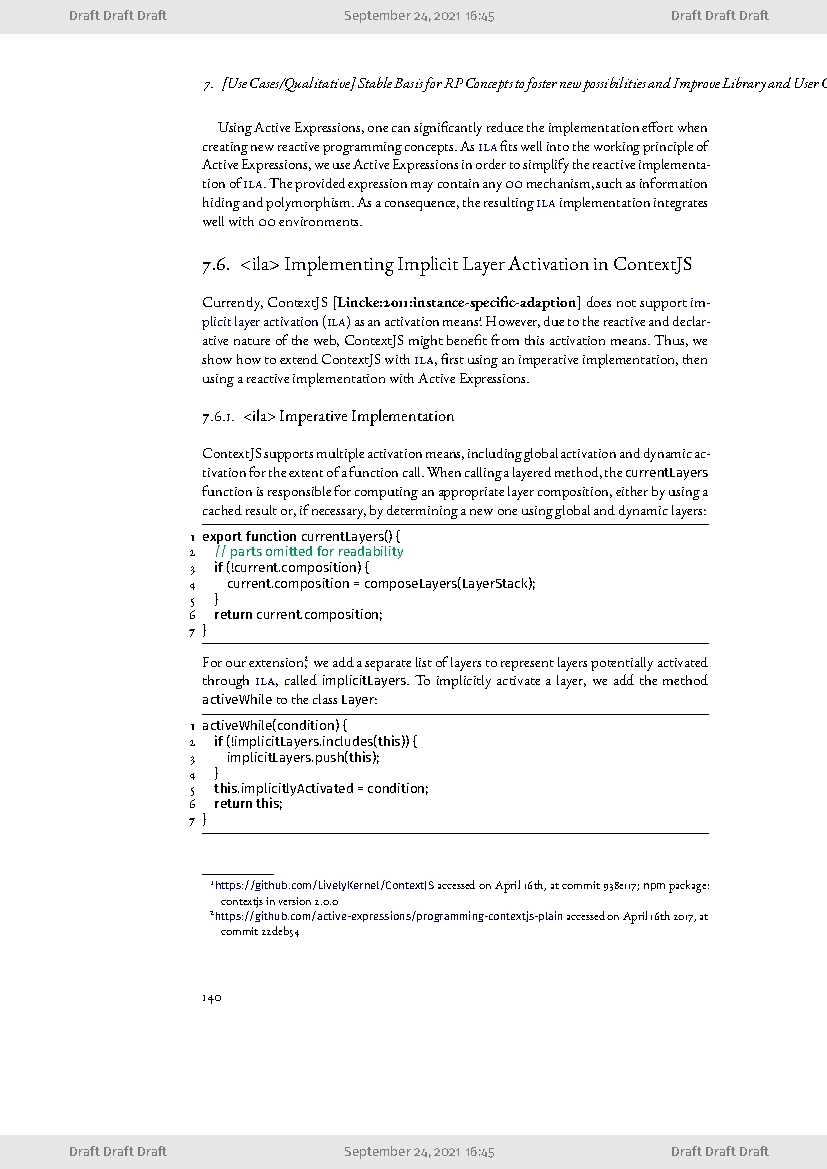 Draft Draft Draft September 24, 2021 16:45 Draft Draft Draft
7. [Use Cases/Qualitative] Stable Basis for RP Concepts to foster new possibilities and Improve Library and User
Using Active Expressions, one can significantly reduce the implementation effort when
creating new reactive programming concepts. As ILA fits well into the working principle of
Active Expressions, we use Active Expressions in order to simplify the reactive implementa-
tion of ILA. The provided expression may contain any OO mechanism, such as information
hiding and polymorphism. As a consequence, the resulting ILA implementation integrates
well with OO environments.
7.6. <ila> Implementing Implicit Layer Activation in ContextJS
Currently, ContextJS [Lincke:2011:instance-specific-adaption] does not support im-
plicit layer activation (ILA) as an activation means¹. However, due to the reactive and declar-
ative nature of the web, ContextJS might benefit from this activation means. Thus, we
show how to extend ContextJS with ILA, first using an imperative implementation, then
using a reactive implementation with Active Expressions.
7.6.1. <ila> Imperative Implementation
ContextJS supports multiple activation means, including global activation and dynamic ac-
tivation for the extent of a function call. When calling a layered method, the currentLayers
function is responsible for computing an appropriate layer composition, either by using a
cached result or, if necessary, by determining a new one using global and dynamic layers:
1 export function currentLayers() {
2 // parts omitted for readability
3 if (!current.composition) {
4 current.composition = composeLayers(LayerStack);
5 }
6 return current.composition;
7 }
For our extension,² we add a separate list of layers to represent layers potentially activated
through ILA, called implicitLayers. To implicitly activate a layer, we add the method
activeWhile to the class Layer:
1 activeWhile(condition) {
2 if (!implicitLayers.includes(this)) {
3 implicitLayers.push(this);
4 }
5 this.implicitlyActivated = condition;
6 return this;
7 }
¹https://github.com/LivelyKernel/ContextJS accessed on April 16th, at commit 938e117; npm package:
contextjs in version 2.0.0
²https://github.com/active-expressions/programming-contextjs-plain accessed on April 16th 2017, at
commit 22deb54
140
Draft Draft Draft September 24, 2021 16:45 Draft Draft Draft